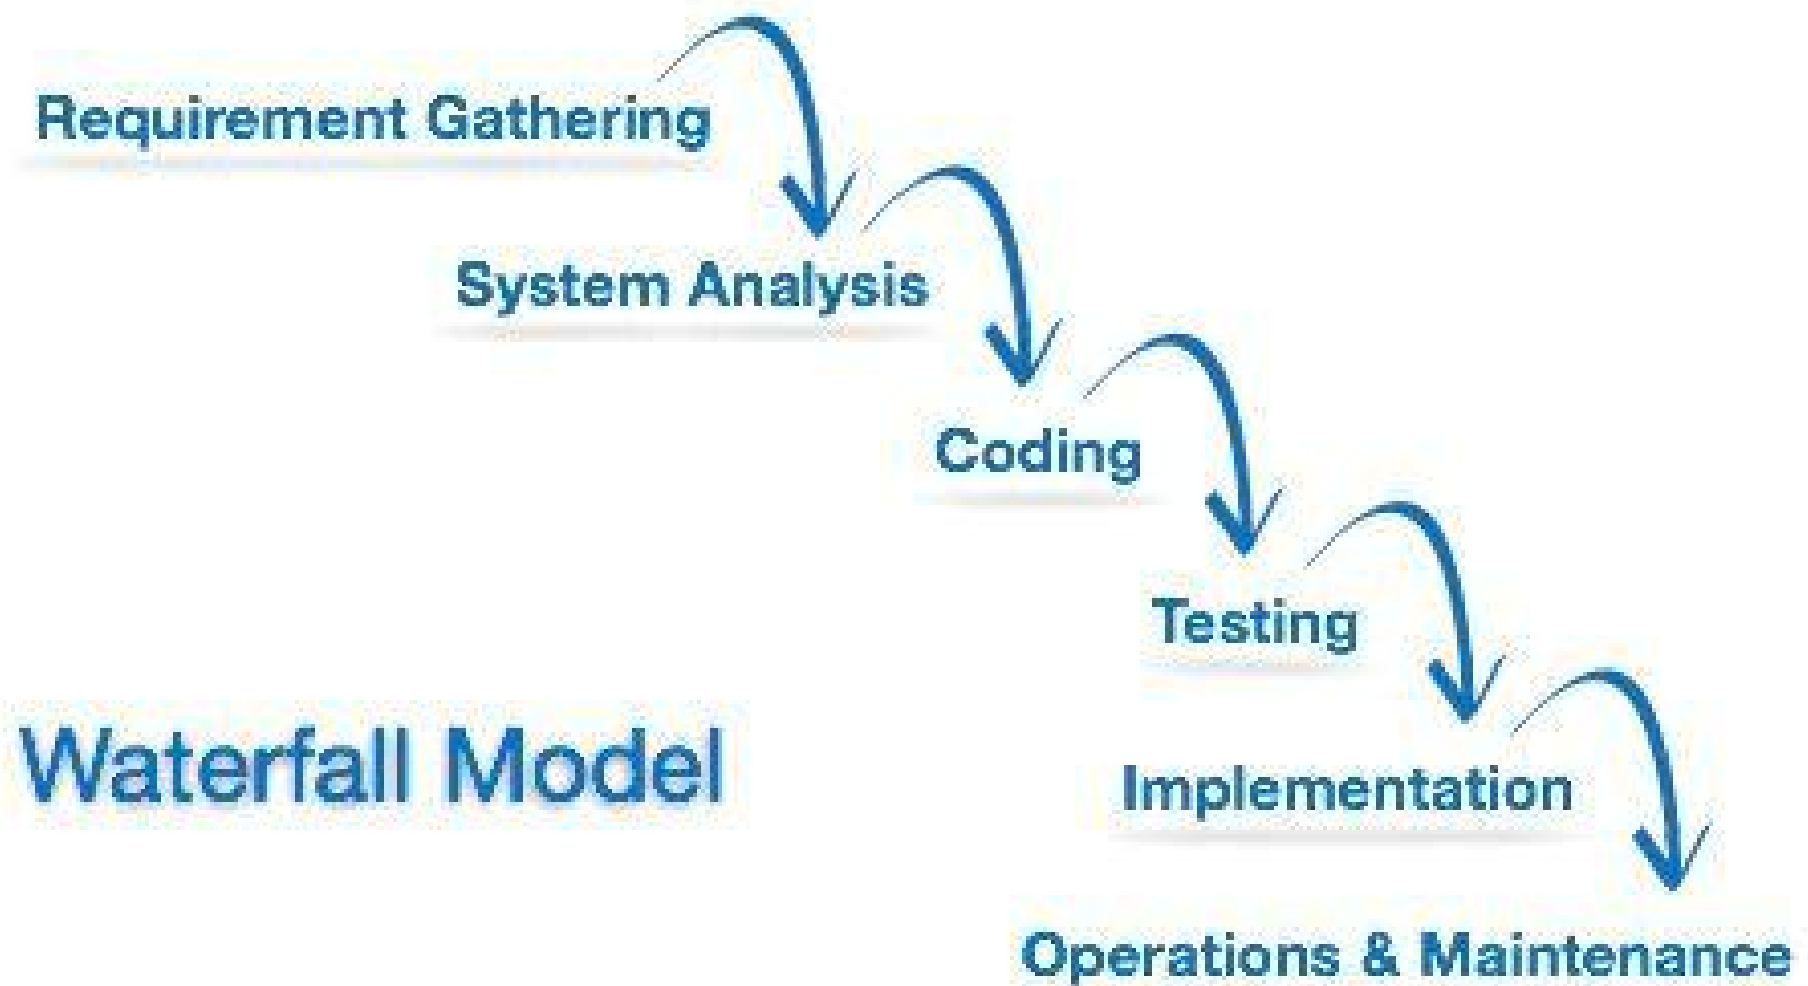 Requirement Gathering
System Analysis
Coding
Testing
Waterfall Model
Implementation
Operations & Maintenance